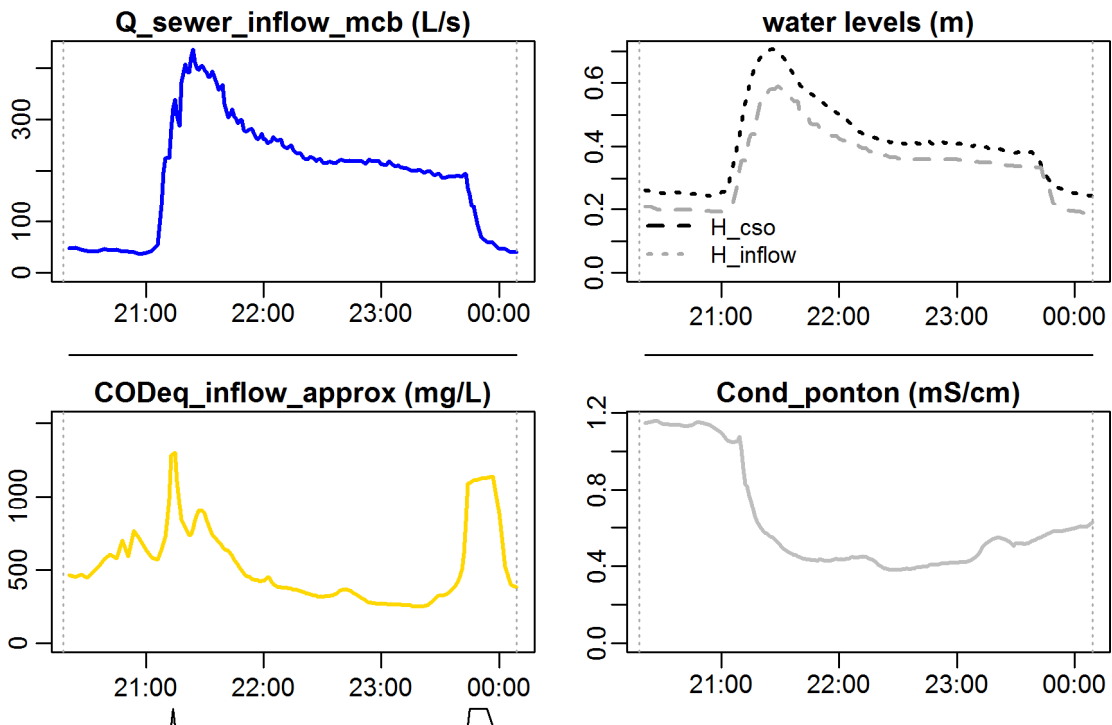 Q_sewer_inflow_mcb (L/s)
300
100
0
21:00 22:00 23:00 00:00
water levels (m)
0.6
0.4
0.2
0.0
H_cso
H_inflow
21:00 22:00 23:00 00:00
CODeq_inflow_approx (mg/L)
1000
500
0
21:00 22:00 23:00 00:00
Cond_ponton (mS/cm)
1.2
0.8
0.4
0.0
21:00 22:00 23:00 00:00